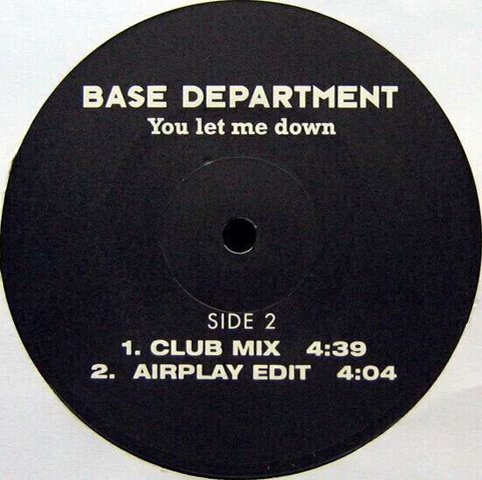 BASE DEPARTMENT
You let me down
SIDE 2
1. CLUB MIX 4:39
2. AIRPLAY EDIT 4:04